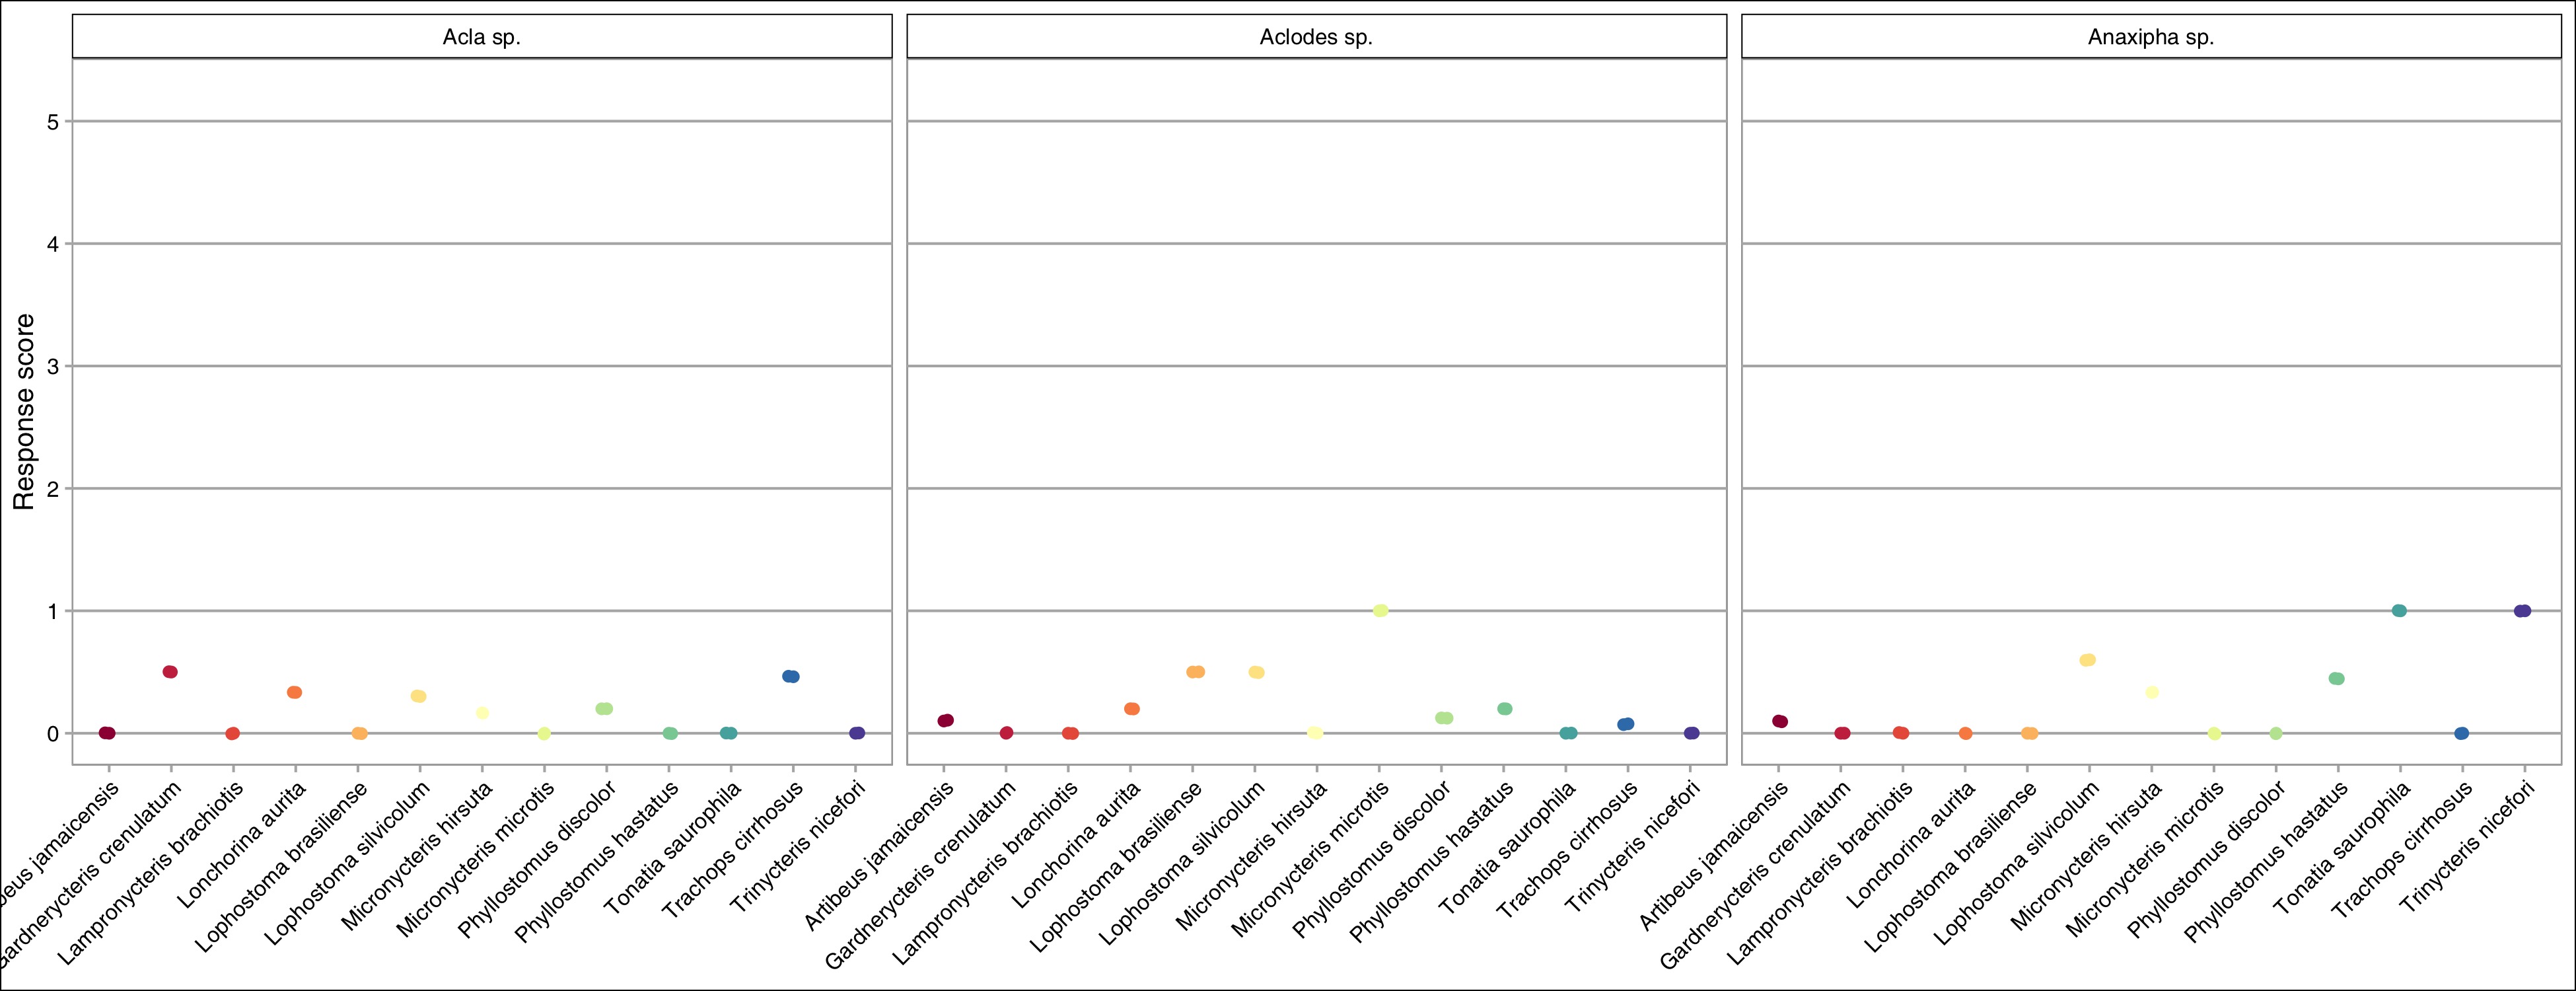 Acla sp.
Aclodes sp.
Anaxipha sp.
Response score
5
4
3
2
1
0
beus jamaicensis
Gardnerycteris crenulatum
Lampronycteris brachiotis
Lonchorina aurita
Lophostoma brasiliense
Lophostoma silvicolum
Micronycteris hirsuta
Micronycteris microtis
Phyllostomus discolor
Phyllostomus hastatus
Tonatia saurophila
Trachops cirrhosus
Trinycteris nicefori
Artibeus jamaicensis
Gardnerycteris crenulatum
Lampronycteris brachiotis
Lonchorina aurita
Lophostoma brasiliense
Lophostoma silvicolum
Micronycteris hirsuta
Micronycteris microtis
Phyllostomus discolor
Phyllostomus hastatus
Tonatia saurophila
Trachops cirrhosus
Trinycteris nicefori
Artibeus jamaicensis
Gardnerycteris crenulatum
Lampronycteris brachiotis
Lonchorina aurita
Lophostoma brasiliense
Lophostoma silvicolum
Micronycteris hirsuta
Micronycteris microtis
Phyllostomus discolor
Phyllostomus hastatus
Tonatia saurophila
Trachops cirrhosus
Trinycteris nicefori